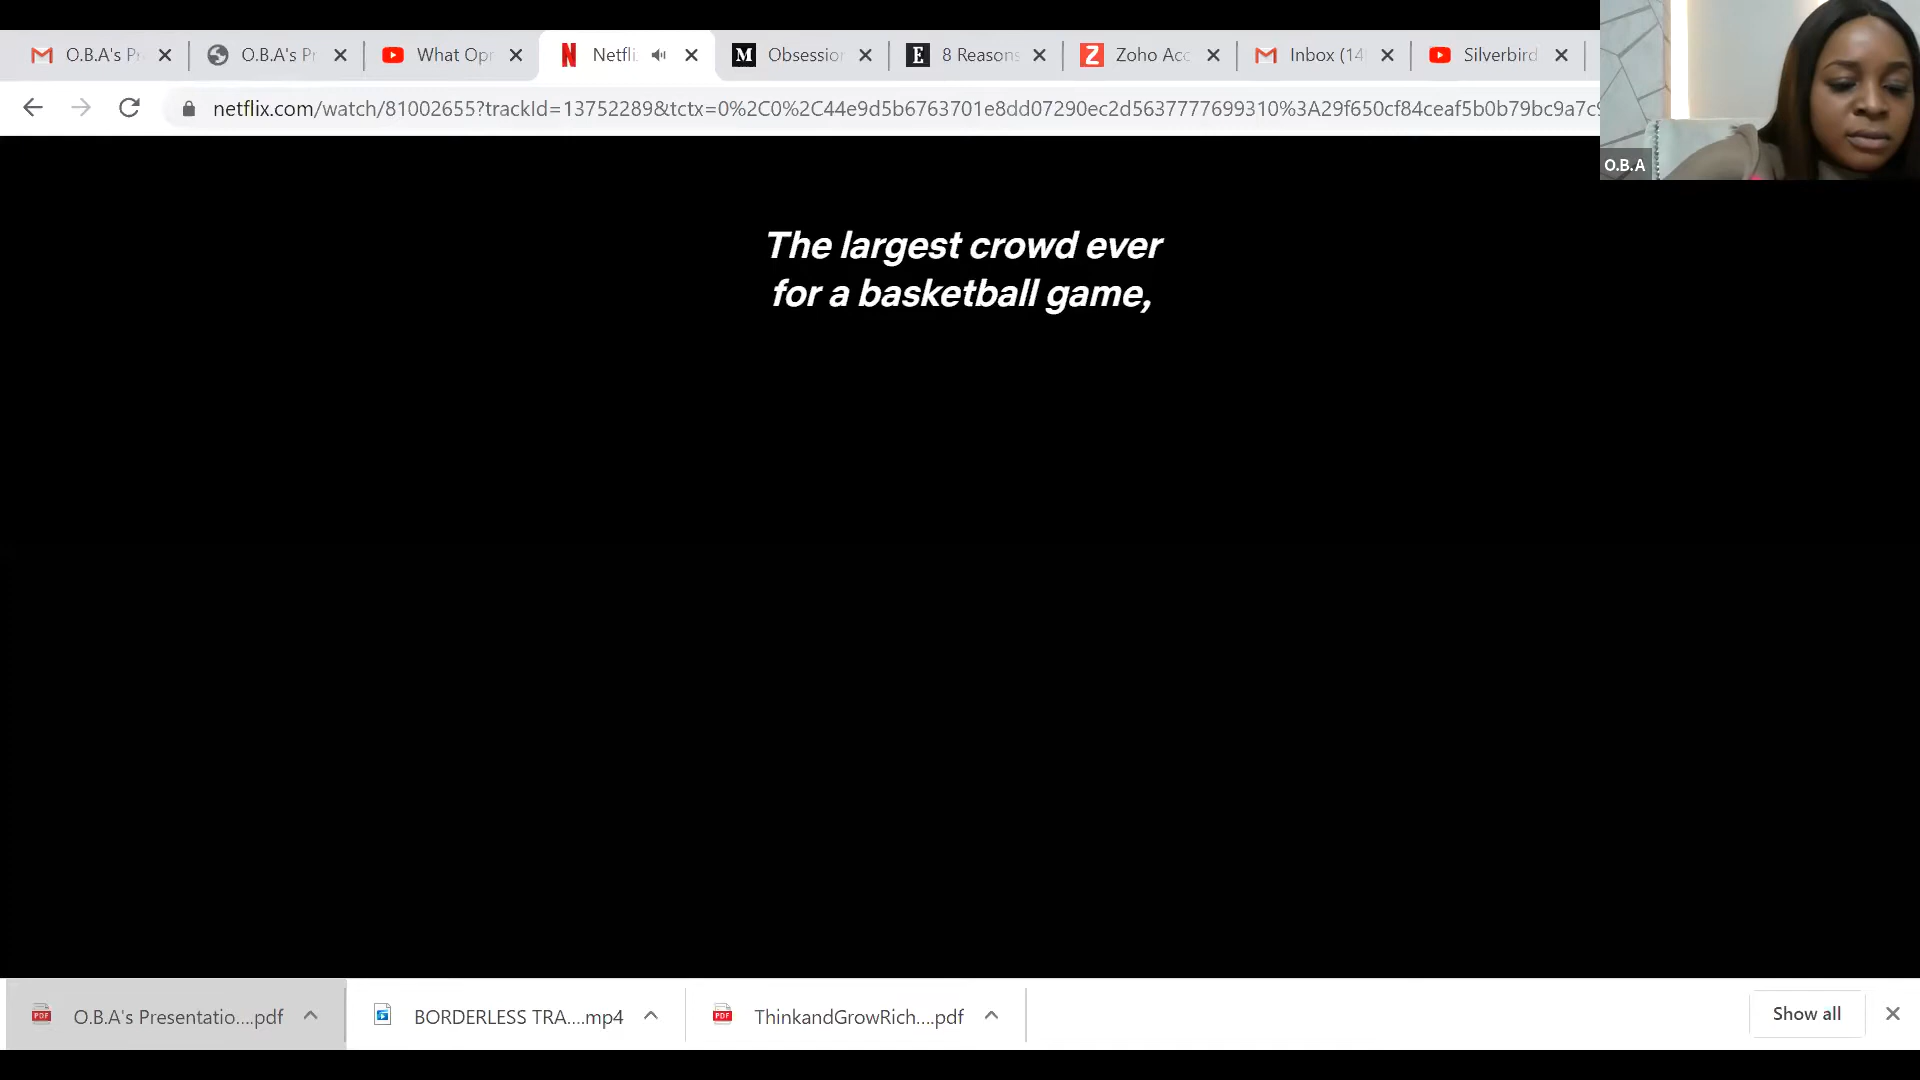 O.B.A's Pr
O.B.A's Pr
What Opr
Netfli
Obsession
8 Reasons
Zoho Acc
Inbox (14
Silverbird
netflix.com/watch/81002655?trackId=13752289&tctx=0%2C0%2C44e9d5b6763701e8dd07290ec2d5637777699310%3A29f650cf84ceaf5b0b79bc9a7c9
O.B.A
The largest crowd ever
for a basketball game,
O.B.A's Presentatio....pdf
BORDERLESS TRA....mp4
ThinkandGrowRich....pdf
Show all